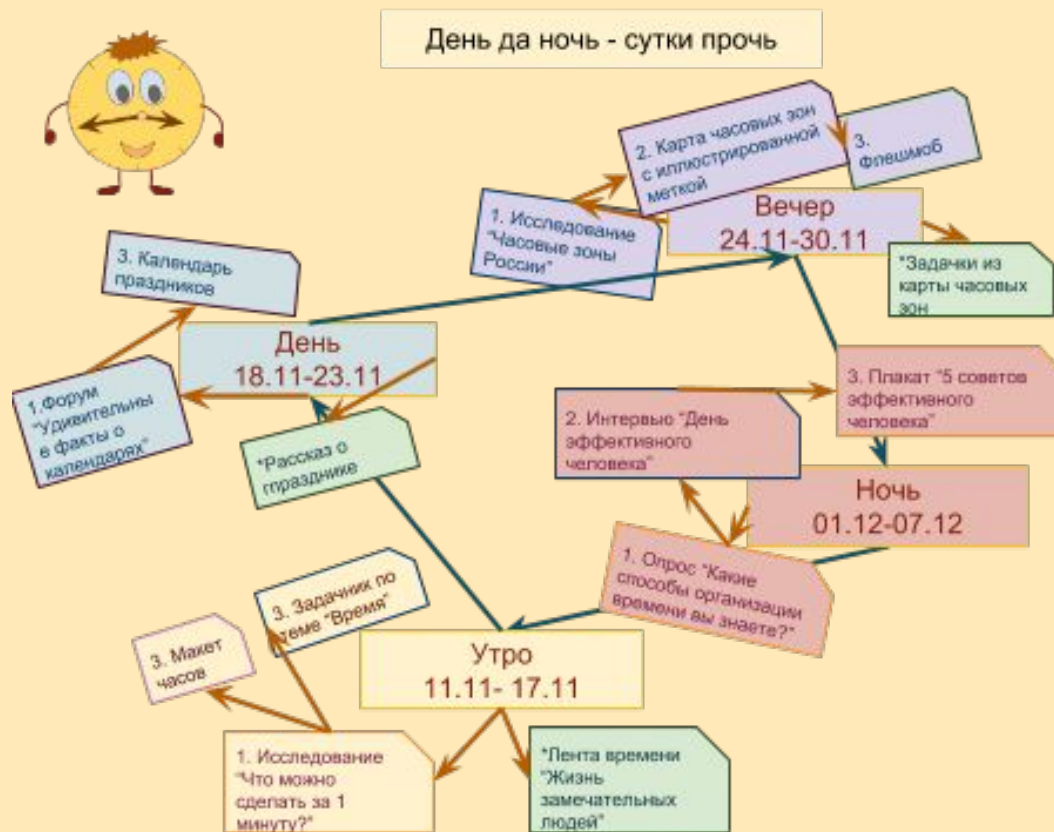 День да ночь - сутки прочь
2. Карта часовых зон
с иллюстрированной
меткой
3.
Флешмоб
1. Исследование
"Часовые зоны
России"
Вечер
24.11-30.11
*Задачки из
карты часовых
зон
3. Календарь
праздников
День
18.11-23.11
1.Форум
"Удивительны
е факты о
календарях"
*Рассказ о
гпразднике
3. Плакат "5 советов
эффективного
человека"
2. Интервью "День
эффективного
человека"
Ночь
01.12-07.12
1. Опрос "Какие
способы организации
времени вы знаете?"
3. Задачник по
теме "Время"
3. Макет
часов
Утро
11.11- 17.11
1. Исследование
"Что можно
сделать за 1
минуту?"
*Лента времени
"Жизнь
замечательных
людей"